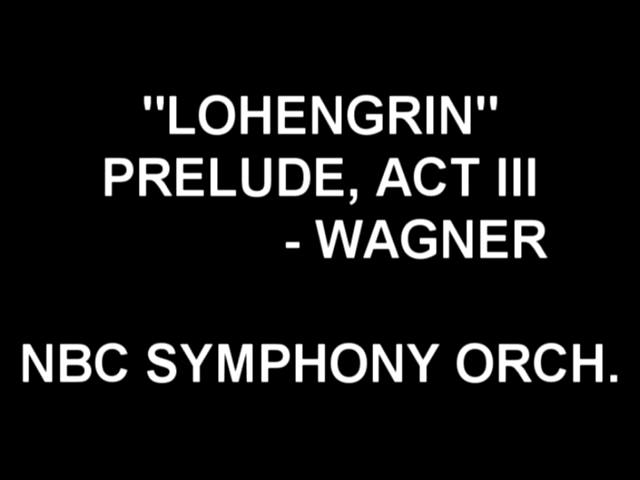 "LOHENGRIN"
PRELUDE, ACT III
- WAGNER
NBC SYMPHONY ORCH.